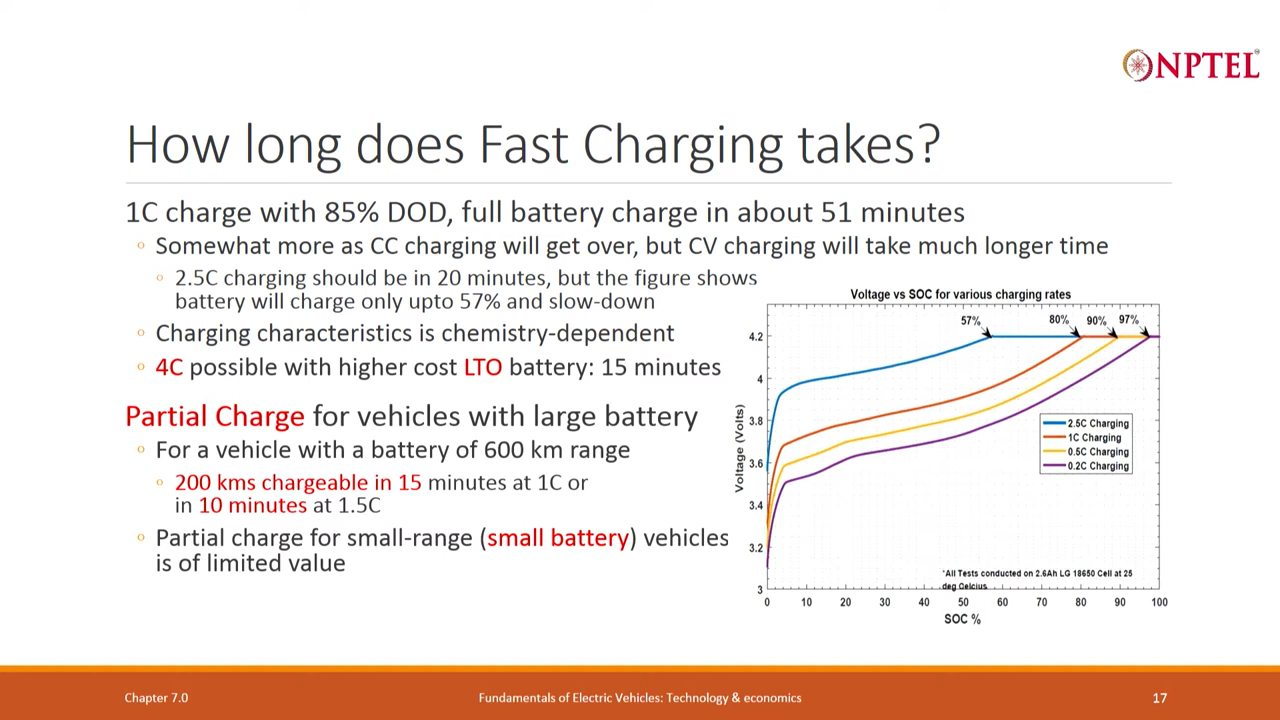 NPTEL
How long does Fast Charging takes?
1C charge with 85% DOD, full battery charge in about 51 minutes
◦ Somewhat more as CC charging will get over, but CV charging will take much longer time
◦ 2.5C charging should be in 20 minutes, but the figure shows
battery will charge only upto 57% and slow-down
◦ Charging characteristics is chemistry-dependent
◦ 4C possible with higher cost LTO battery: 15 minutes
Partial Charge for vehicles with large battery
◦ For a vehicle with a battery of 600 km range
◦ 200 kms chargeable in 15 minutes at 1C or
in 10 minutes at 1.5C
◦ Partial charge for small-range (small battery) vehicles
is of limited value
Voltage vs SOC for various charging rates
57%
80%
90%
97%
4.2
4
3.8
3.6
3.4
3.2
3
Voltage (Volts)
2.5C Charging
1C Charging
0.5C Charging
0.2C Charging
*All Tests conducted on 2.6Ah LG 18650 Cell at 25
deg Celcius
0 10 20 30 40 50 60 70 80 90 100
SOC %
Chapter 7.0
Fundamentals of Electric Vehicles: Technology & economics
17